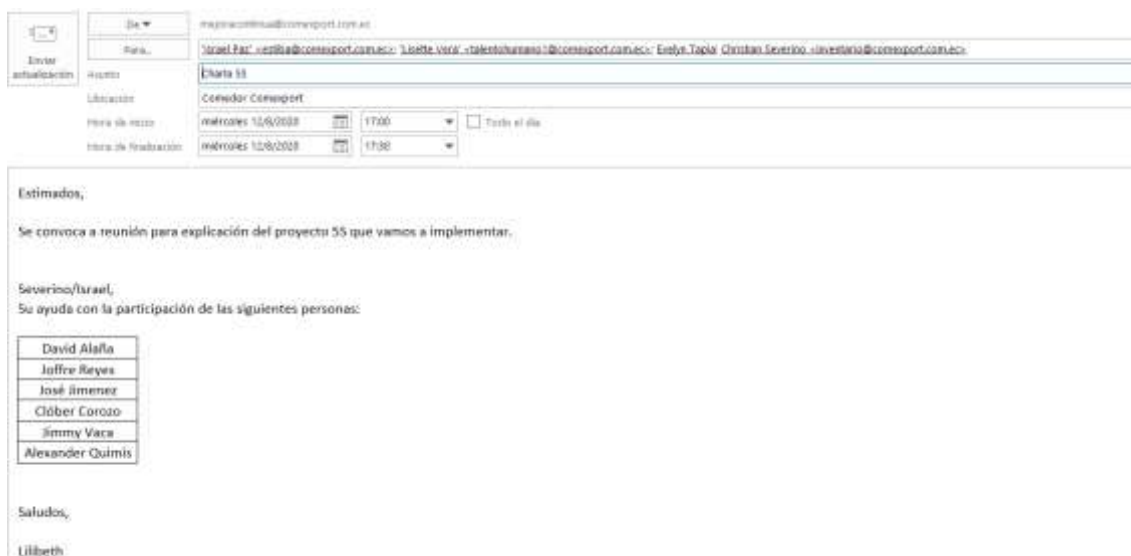 De
mejoracontinua@comexport.com.ec
Para...
'Israel Paz' <estiba@comexport.com.ec>; 'Lisette Vera' <talentohumano1@comexport.com.ec>; Evelyn Tapia; Christian Severino <inventario@comexport.com.ec>
Enviar
actualización
Asunto
Charla 5S
Ubicación
Comedor Comexport
Hora de inicio
miércoles 12/8/2020
17:00
Todo el día
Hora de finalización
miércoles 12/8/2020
17:30
Estimados,
Se convoca a reunión para explicación del proyecto 5S que vamos a implementar.
Severino/Israel,
Su ayuda con la participación de las siguientes personas:
David Alaña
Joffre Reyes
José Jimenez
Clóber Corozo
Jimmy Vaca
Alexander Quimis
Saludos,
Lilibeth